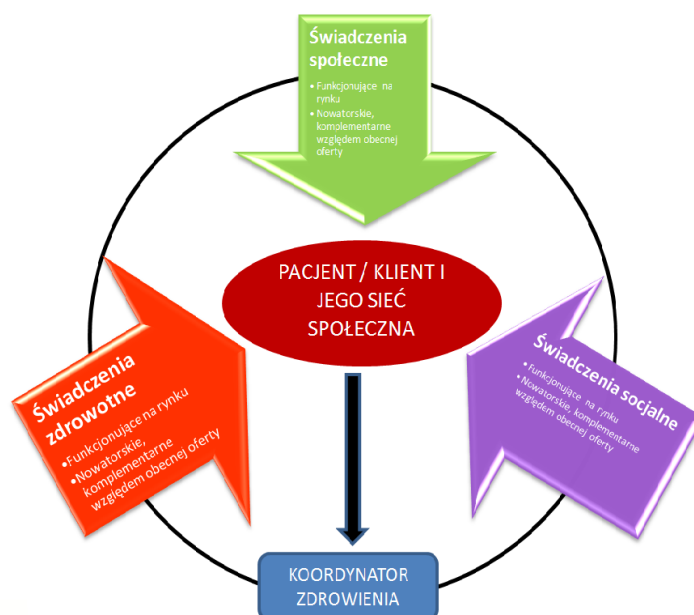 Świadczenia
społeczne
• Funkcjonujące na
rynku
• Nowatorskie,
komplementarne
względem obecnej
oferty
PACJENT / KLIENT I
JEGO SIEĆ
SPOŁECZNA
Świadczenia
zdrowotne
•Funkcjonujące na rynku
•Nowatorskie,
komplementarne
względem obecnej oferty
Świadczenia socjalne
•Funkcjonujące na rynku
•Nowatorskie, komplementarne
względem obecnej oferty
KOORDYNATOR
ZDROWIENIA